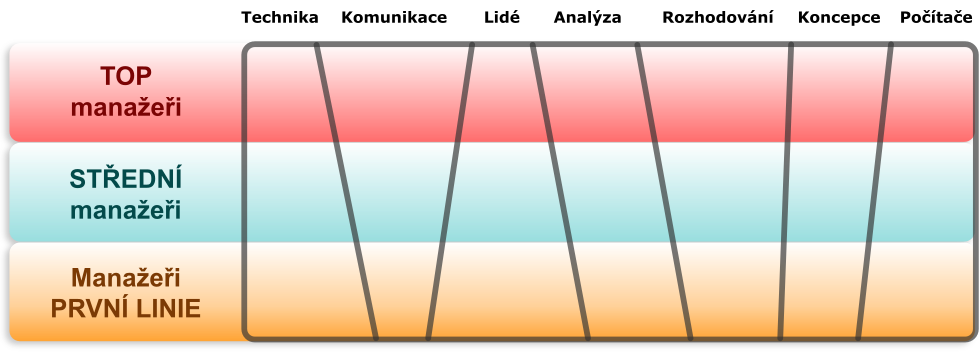 Technika Komunikace Lidé Analýza Rozhodování Koncepce Počítače
TOP
manažeři
STŘEDNÍ
manažeři
Manažeři
PRVNÍ LINIE